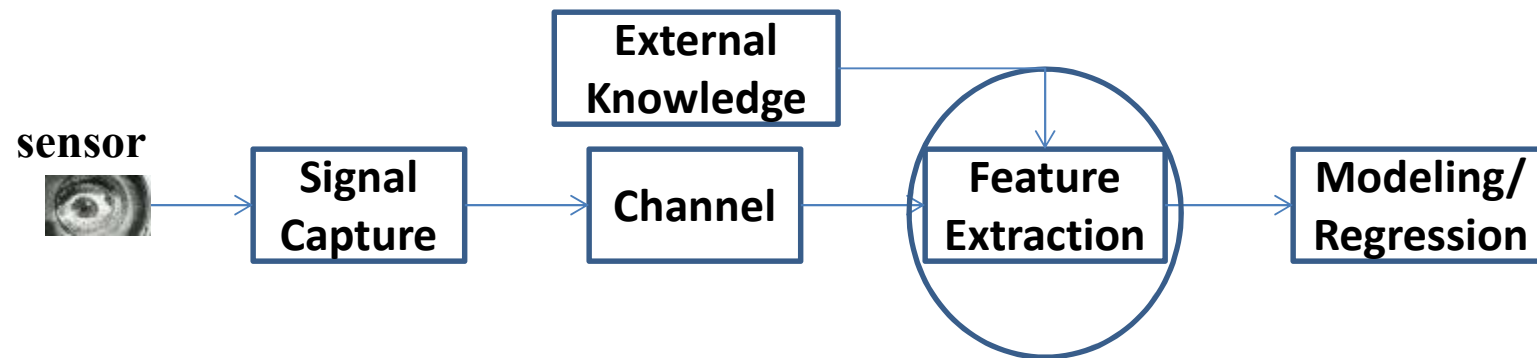 External
Knowledge
sensor
Signal
Capture
Channel
Feature
Extraction
Modeling/
Regression